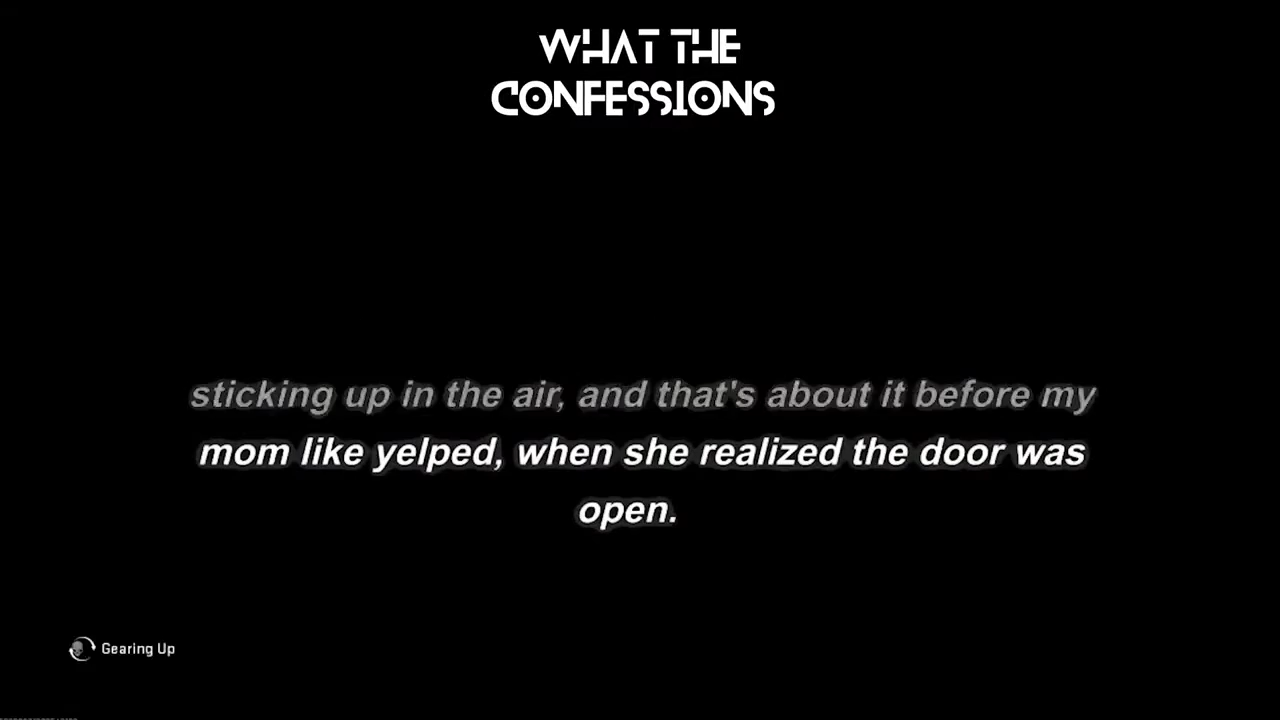 WHAT THE
CONFESSIONS
sticking up in the air, and that's about it before my
mom like yelped, when she realized the door was
open.
Gearing Up